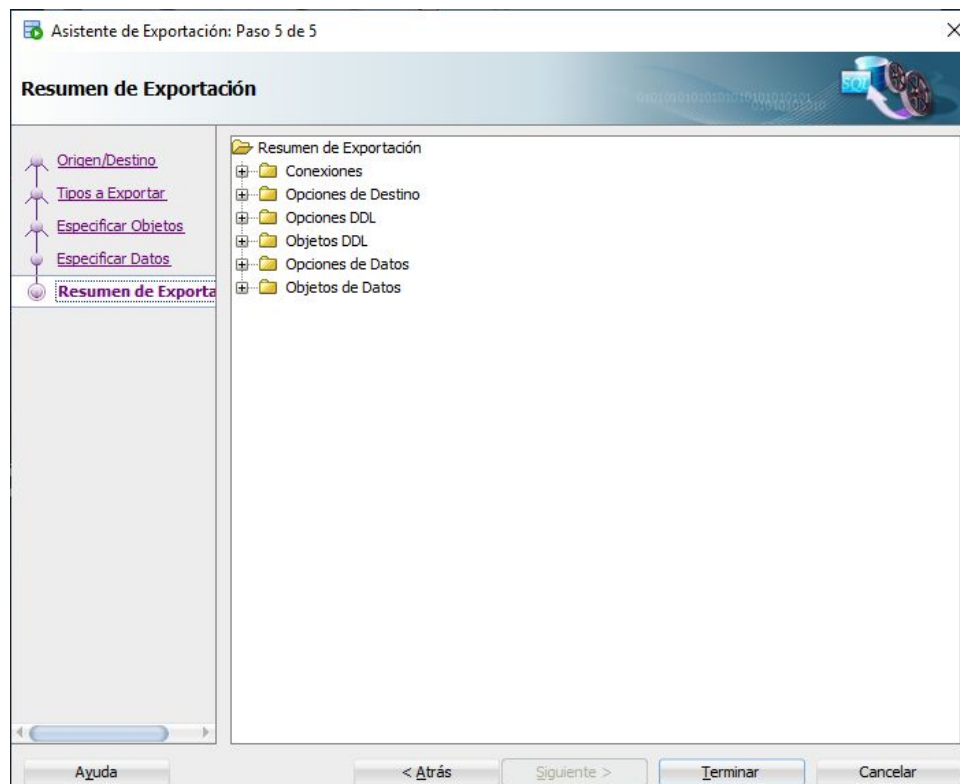 Asistente de Exportación: Paso 5 de 5
Resumen de Exportación
SQL
Origen/Destino
Tipos a Exportar
Especificar Objetos
Especificar Datos
Resumen de Exporta
Resumen de Exportación
Conexiones
Opciones de Destino
Opciones DDL
Objetos DDL
Opciones de Datos
Objetos de Datos
Ayuda
< Atrás
Siguiente >
Terminar
Cancelar